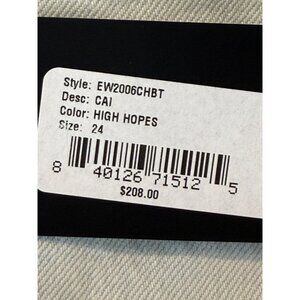 Style: EW2006CHBT
Desc: CAI
Color: HIGH HOPES
Size: 24
8 40126 71512 5
$208.00